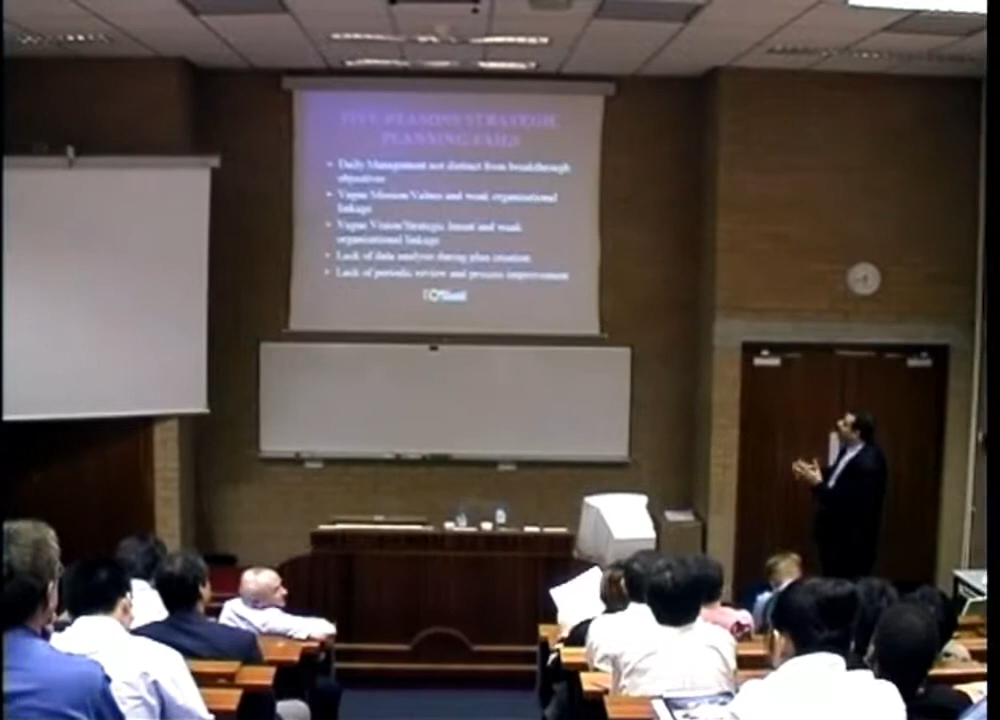 FIVE REASONS STRATEGIC
PLANNING FAILS
• Daily Management not distinct from breakthrough
objectives
• Vague Mission/Values and weak organizational
linkage
• Vague Vision/Strategic Intent and weak
organizational linkage
• Lack of data analysis during plan creation
• Lack of periodic review and process improvement